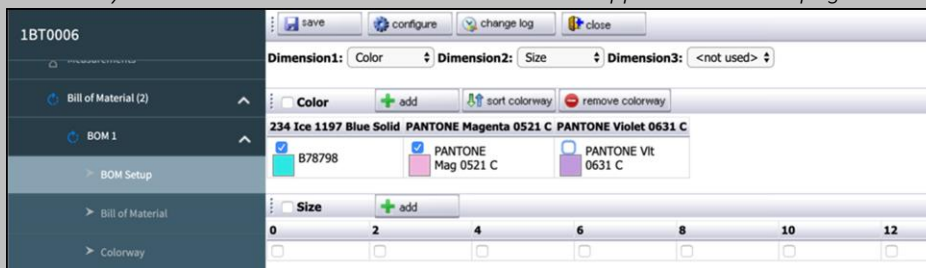 1BT0006
save configure change log close
Dimension1: Color Dimension2: Size Dimension3: <not used>
Bill of Material (2)
Color add sort colorway remove colorway
BOM 1
234 Ice 1197 Blue Solid PANTONE Magenta 0521 C PANTONE Violet 0631 C
B78798
PANTONE
Mag 0521 C
PANTONE Vlt
0631 C
BOM Setup
Bill of Material
Size add
0 2 4 6 8 10 12
Colorway